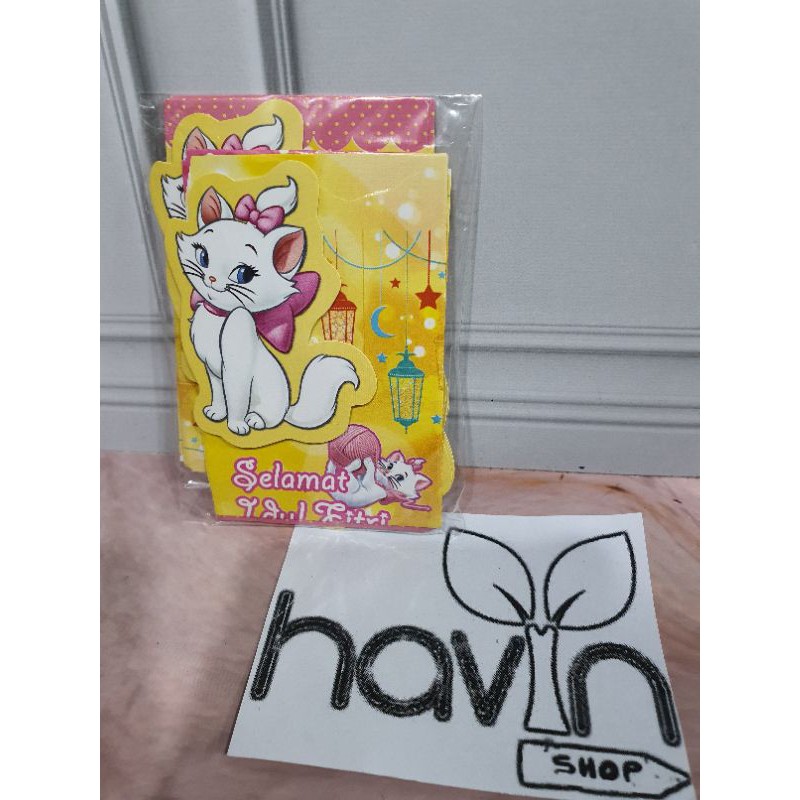 Selamat
Idul Fitri
havin
SHOP